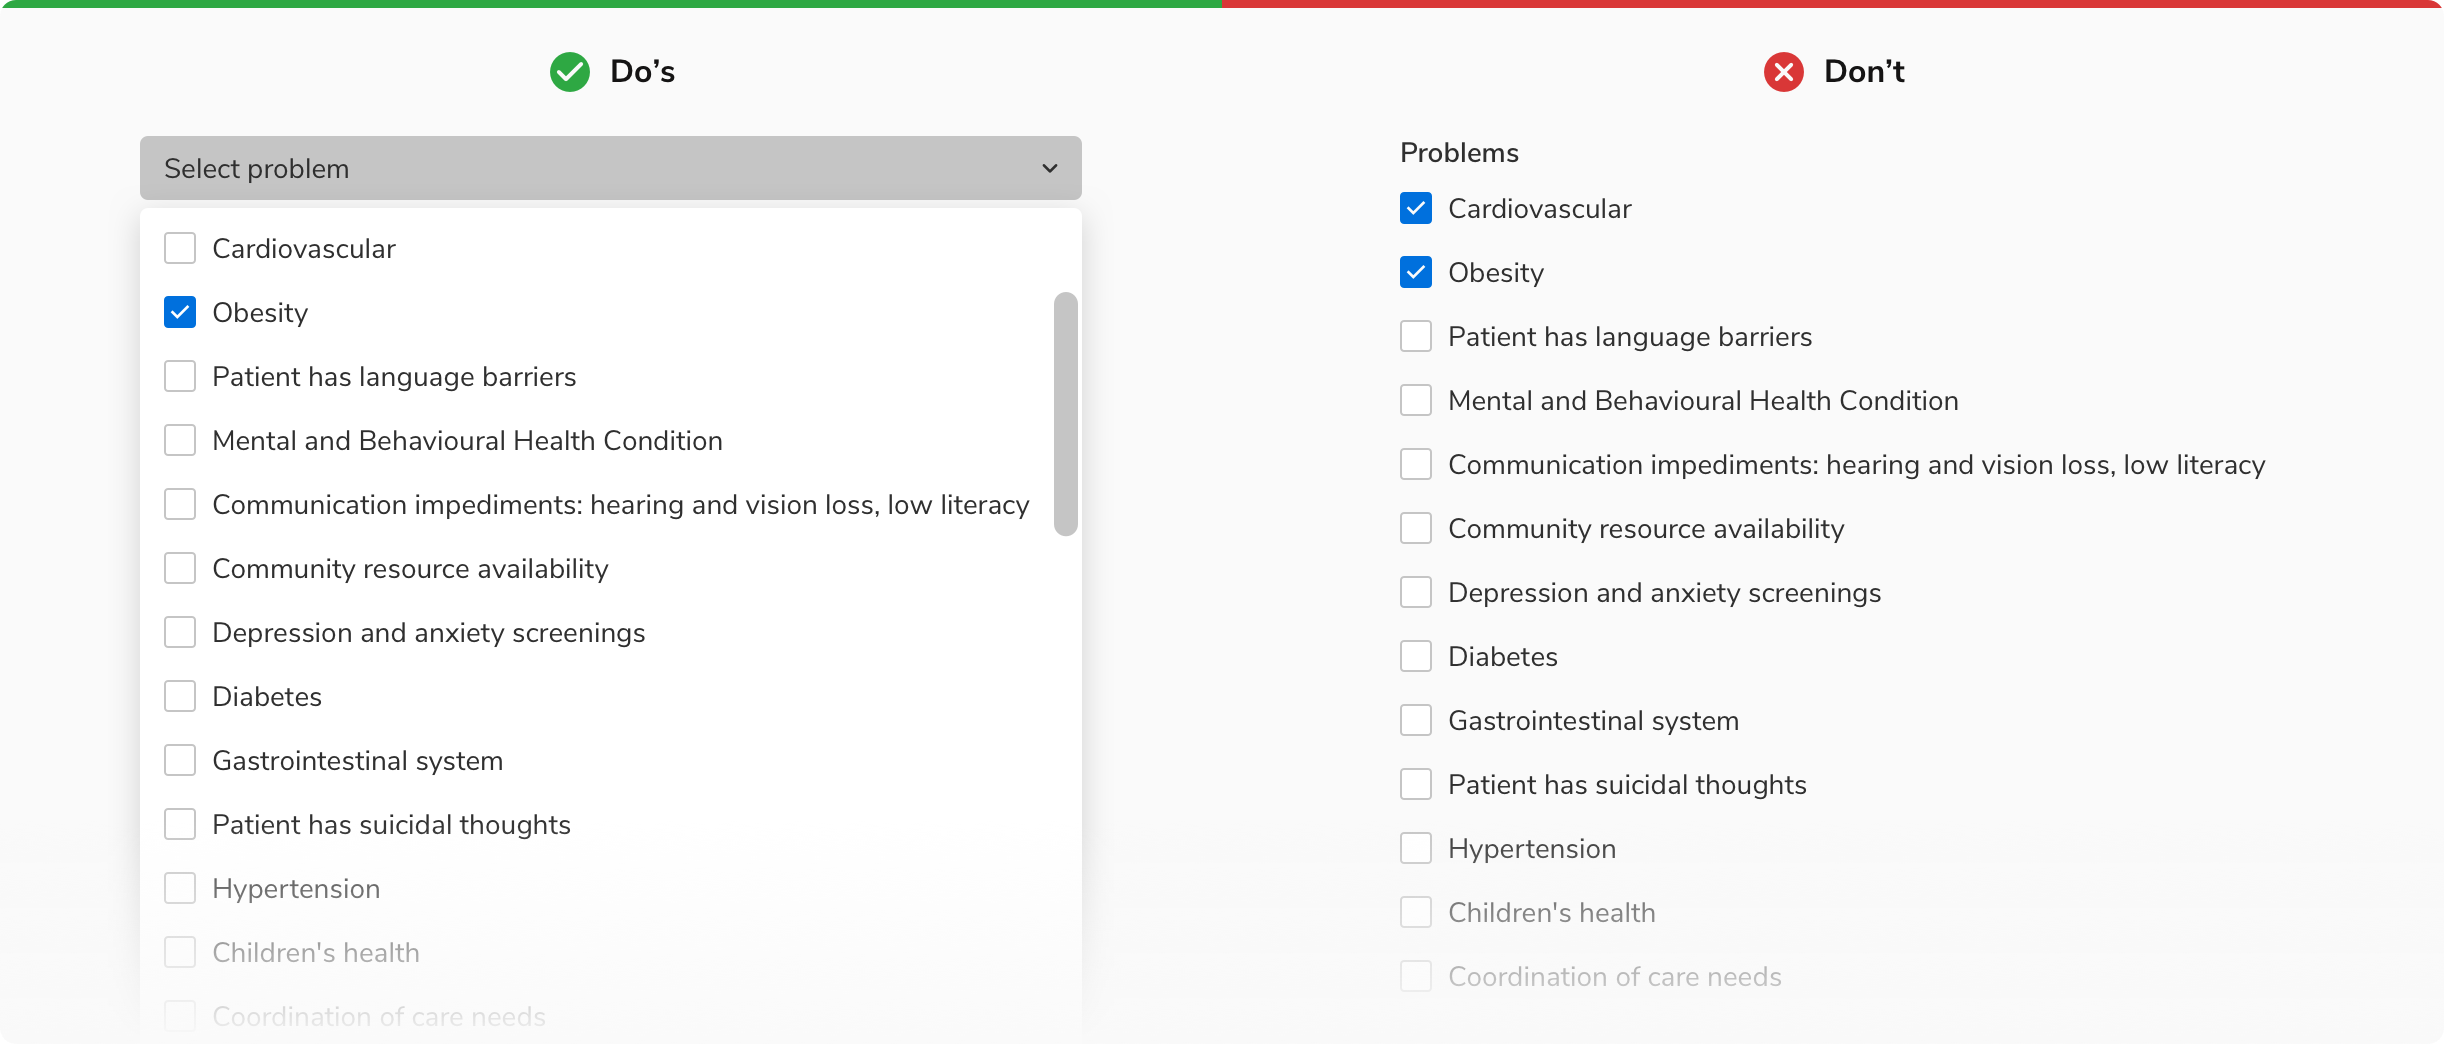 Do’s
Select problem
Cardiovascular
Obesity
Patient has language barriers
Mental and Behavioural Health Condition
Communication impediments: hearing and vision loss, low literacy
Community resource availability
Depression and anxiety screenings
Diabetes
Gastrointestinal system
Patient has suicidal thoughts
Hypertension
Children's health
Coordination of care needs
Don’t
Problems
Cardiovascular
Obesity
Patient has language barriers
Mental and Behavioural Health Condition
Communication impediments: hearing and vision loss, low literacy
Community resource availability
Depression and anxiety screenings
Diabetes
Gastrointestinal system
Patient has suicidal thoughts
Hypertension
Children's health
Coordination of care needs